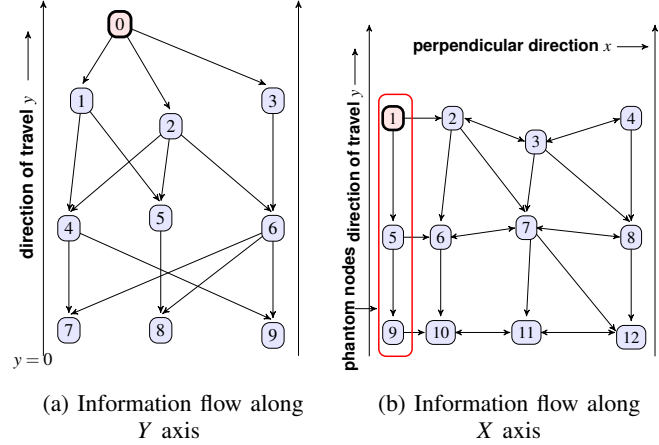 direction of travel y
0
1
2
3
4
5
6
7
8
9
y = 0
(a) Information flow along
Y axis
perpendicular direction x
phantom nodes direction of travel y
1
2
3
4
5
6
7
8
9
10
11
12
(b) Information flow along
X axis